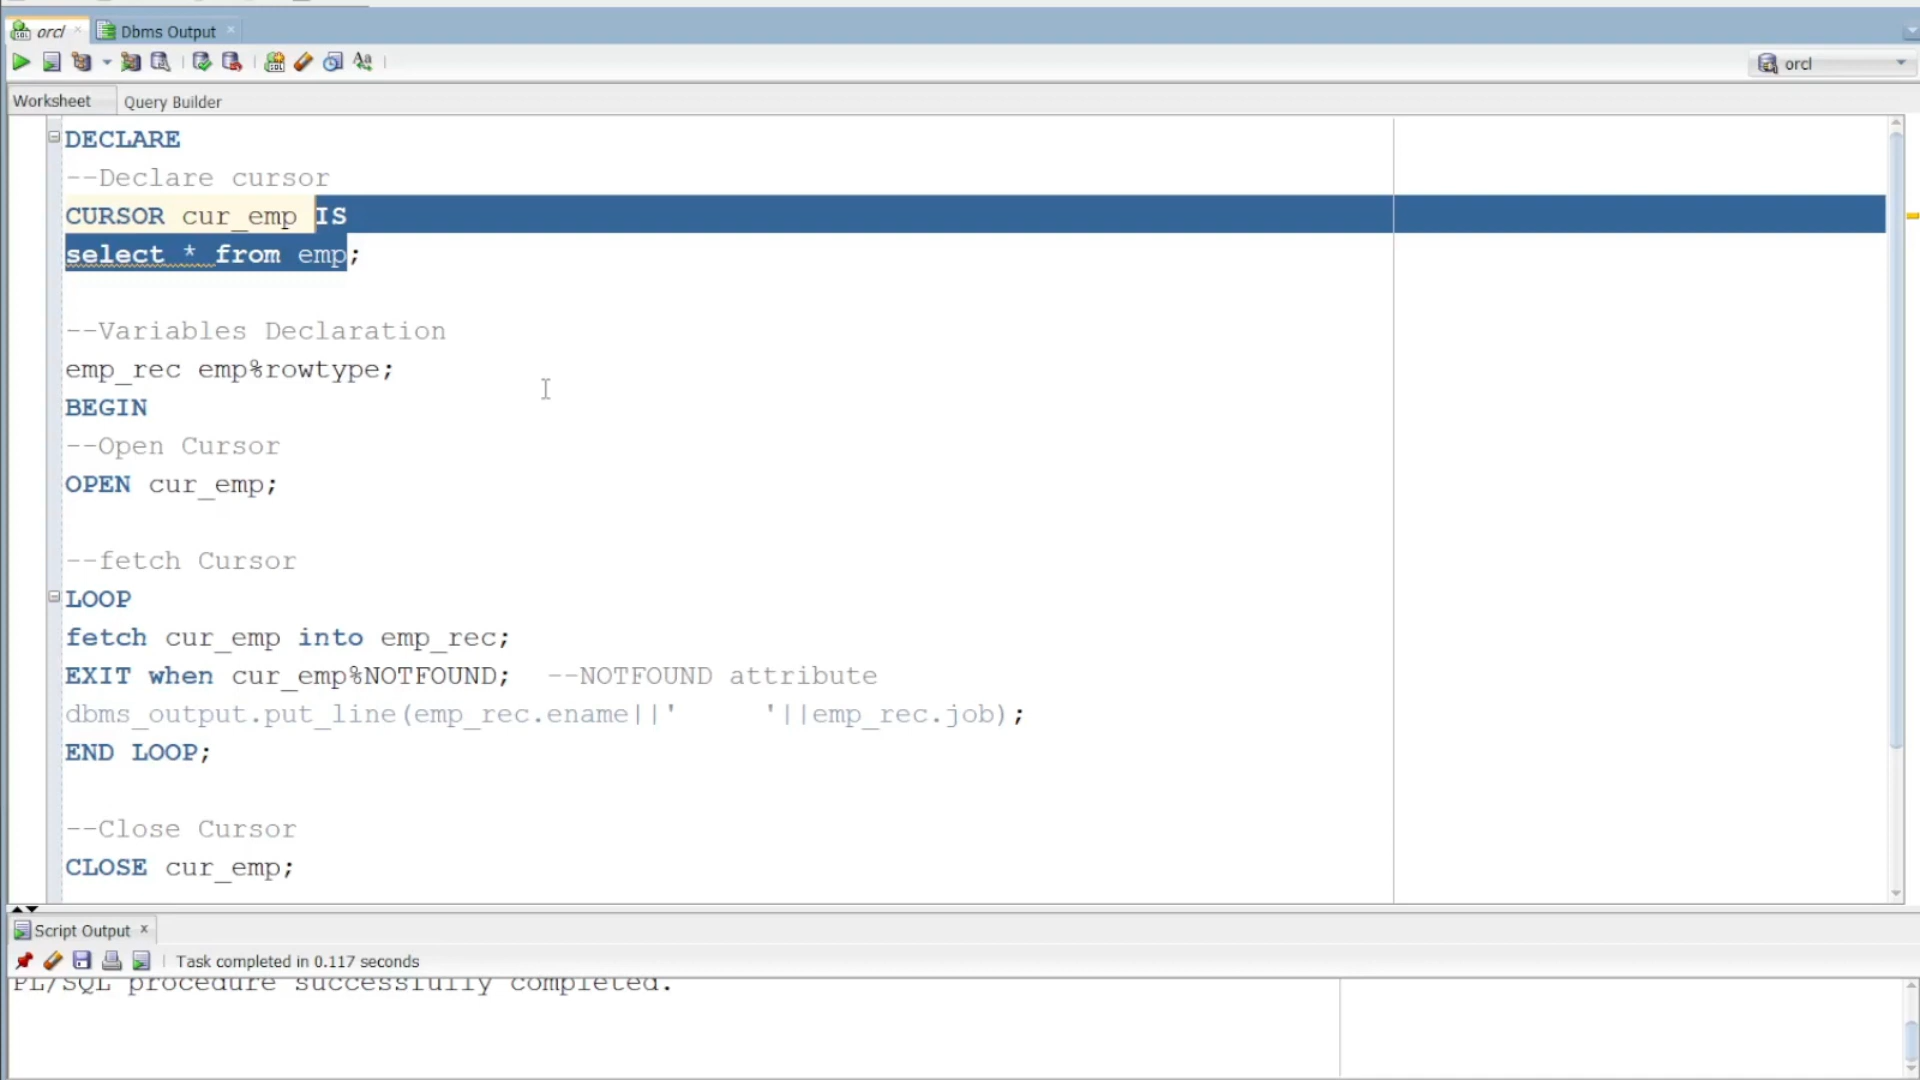 orcl
Dbms Output
orcl
Worksheet
Query Builder
DECLARE
--Declare cursor
CURSOR cur_emp IS
select * from emp;
--Variables Declaration
emp_rec emp%rowtype;
BEGIN
--Open Cursor
OPEN cur_emp;
--fetch Cursor
LOOP
fetch cur_emp into emp_rec;
EXIT when cur_emp%NOTFOUND;  --NOTFOUND attribute
dbms_output.put_line(emp_rec.ename||'     '||emp_rec.job);
END LOOP;
--Close Cursor
CLOSE cur_emp;
Script Output
Task completed in 0.117 seconds
PL/SQL procedure successfully completed.